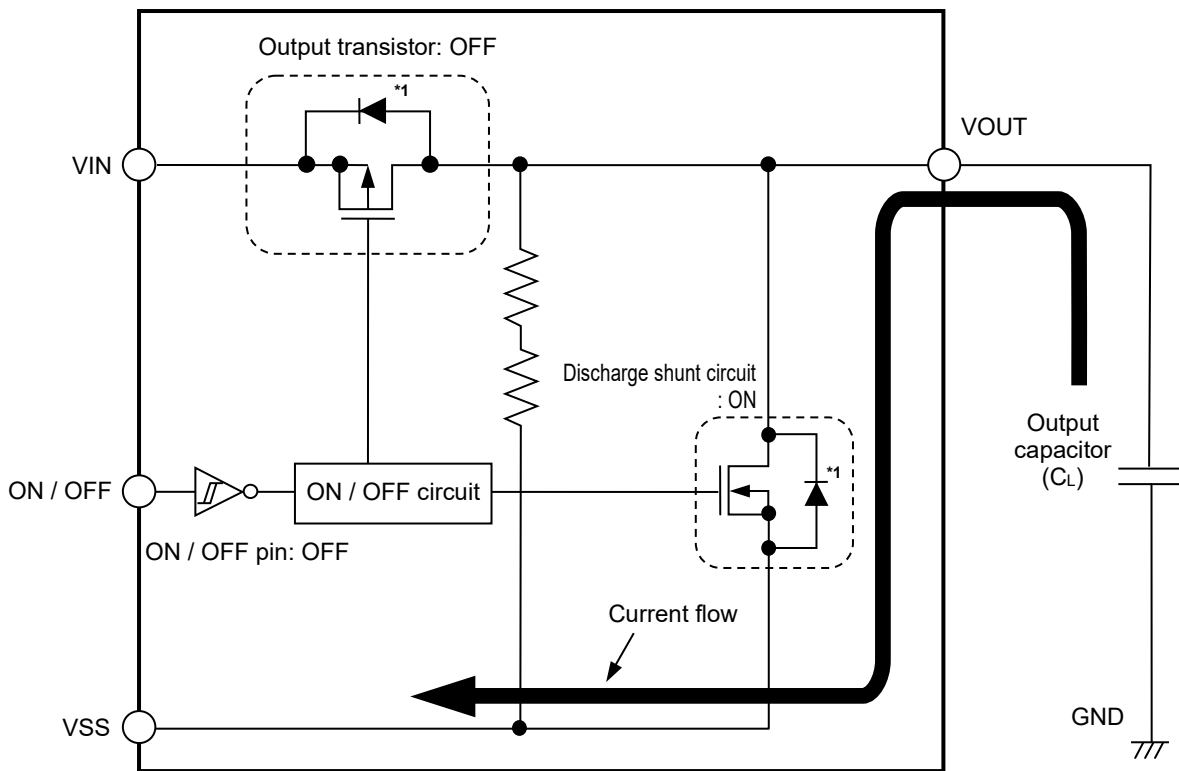 Output transistor: OFF
*1
VOUT
VIN
Discharge shunt circuit
: ON
*1
Output
capacitor
(CL)
ON / OFF
ON / OFF circuit
ON / OFF pin: OFF
Current flow
GND
VSS